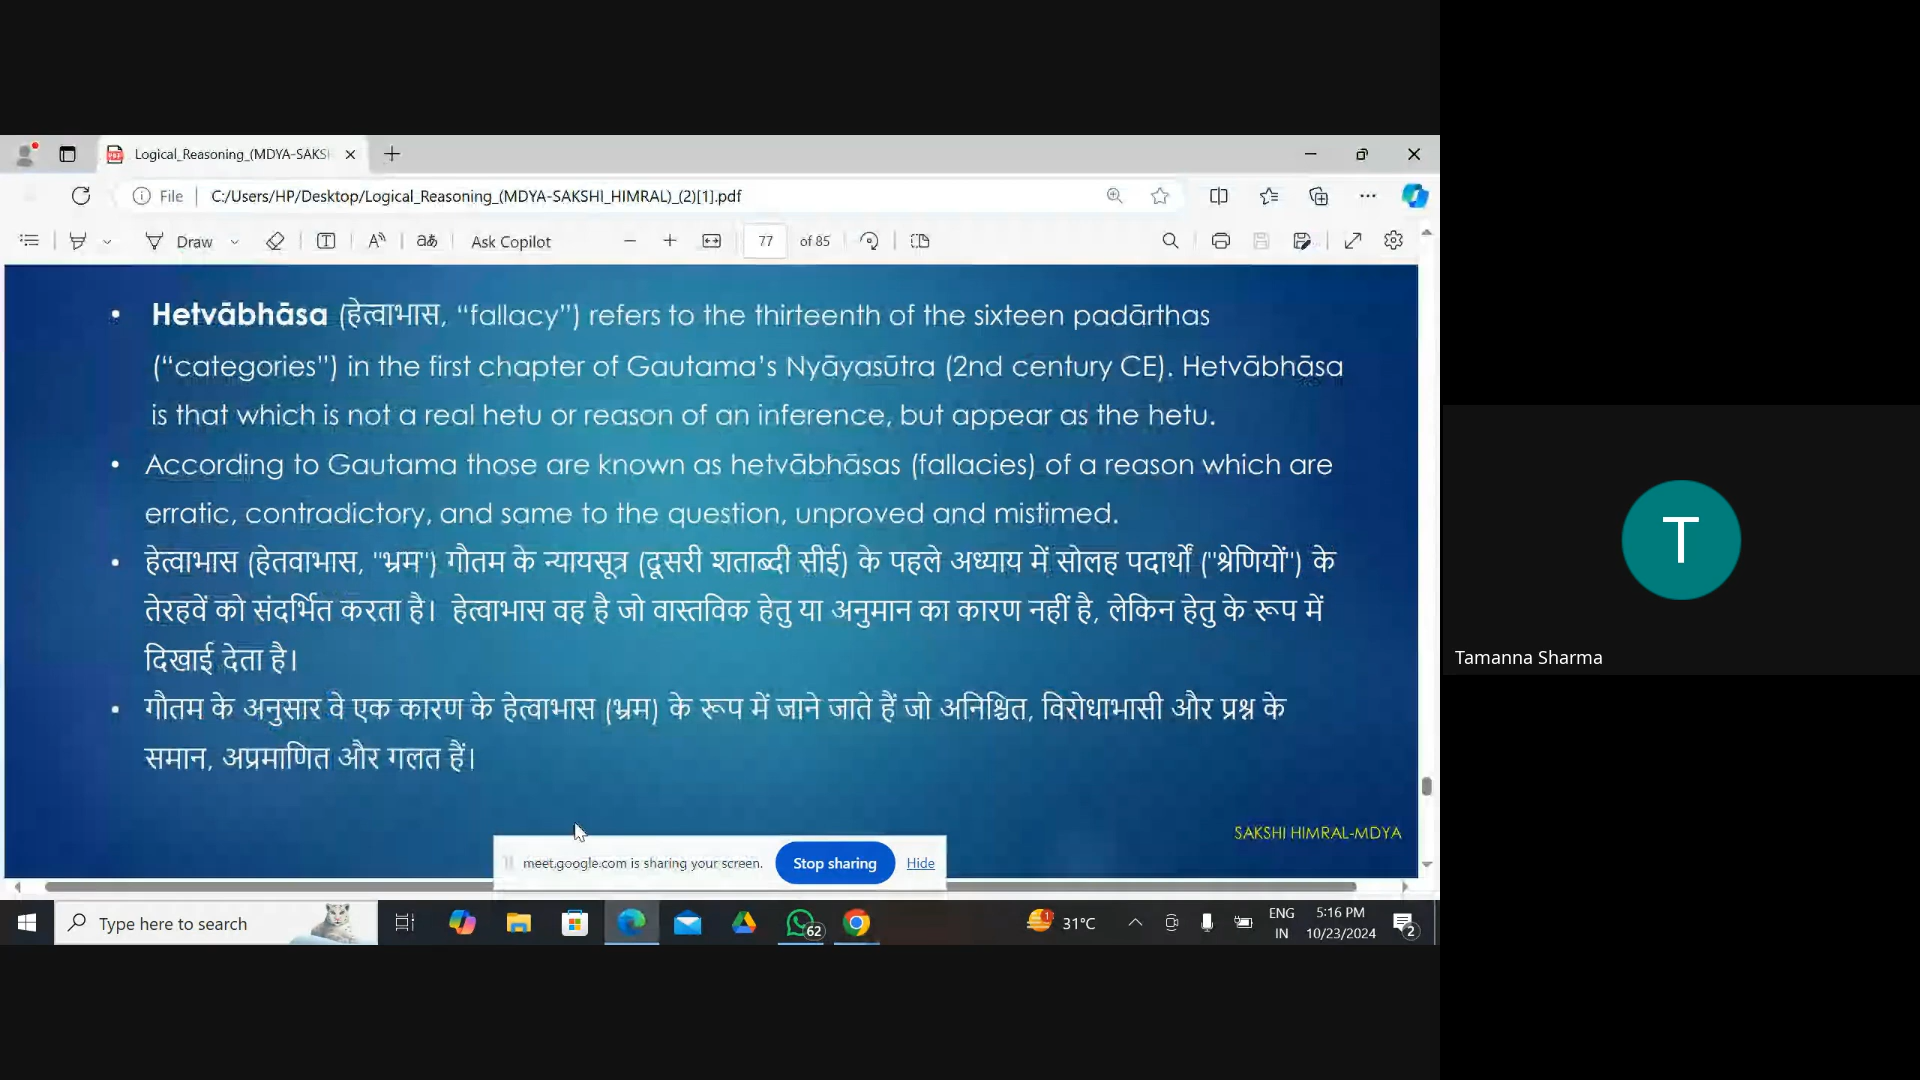 Logical_Reasoning_(MDYA-SAKSI
File C:/Users/HP/Desktop/Logical_Reasoning_(MDYA-SAKSHI_HIMRAL)_(2)[1].pdf
Draw Ask Copilot 77 of 85
• Hetvābhāsa (हेत्वाभास, “fallacy”) refers to the thirteenth of the sixteen padārthas
(“categories”) in the first chapter of Gautama’s Nyāyasūtra (2nd century CE). Hetvābhāsa
is that which is not a real hetu or reason of an inference, but appear as the hetu.
• According to Gautama those are known as hetvābhāsas (fallacies) of a reason which are
erratic, contradictory, and same to the question, unproved and mistimed.
• हेत्वाभास (हेतवाभास, "भ्रम") गौतम के न्यायसूत्र (दूसरी शताब्दी सीई) के पहले अध्याय में सोलह पदार्थों ("श्रेणियों") के
तेरहवें को संदर्भित करता है। हेत्वाभास वह है जो वास्तविक हेतु या अनुमान का कारण नहीं है, लेकिन हेतु के रूप में
दिखाई देता है।
• गौतम के अनुसार वे एक कारण के हेत्वाभास (भ्रम) के रूप में जाने जाते हैं जो अनिश्चित, विरोधाभासी और प्रश्न के
समान, अप्रमाणित और गलत हैं।
SAKSHI HIMRAL-MDYA
meet.google.com is sharing your screen. Stop sharing Hide
Type here to search
62
31°C
ENG
IN
5:16 PM
10/23/2024
2
T
Tamanna Sharma